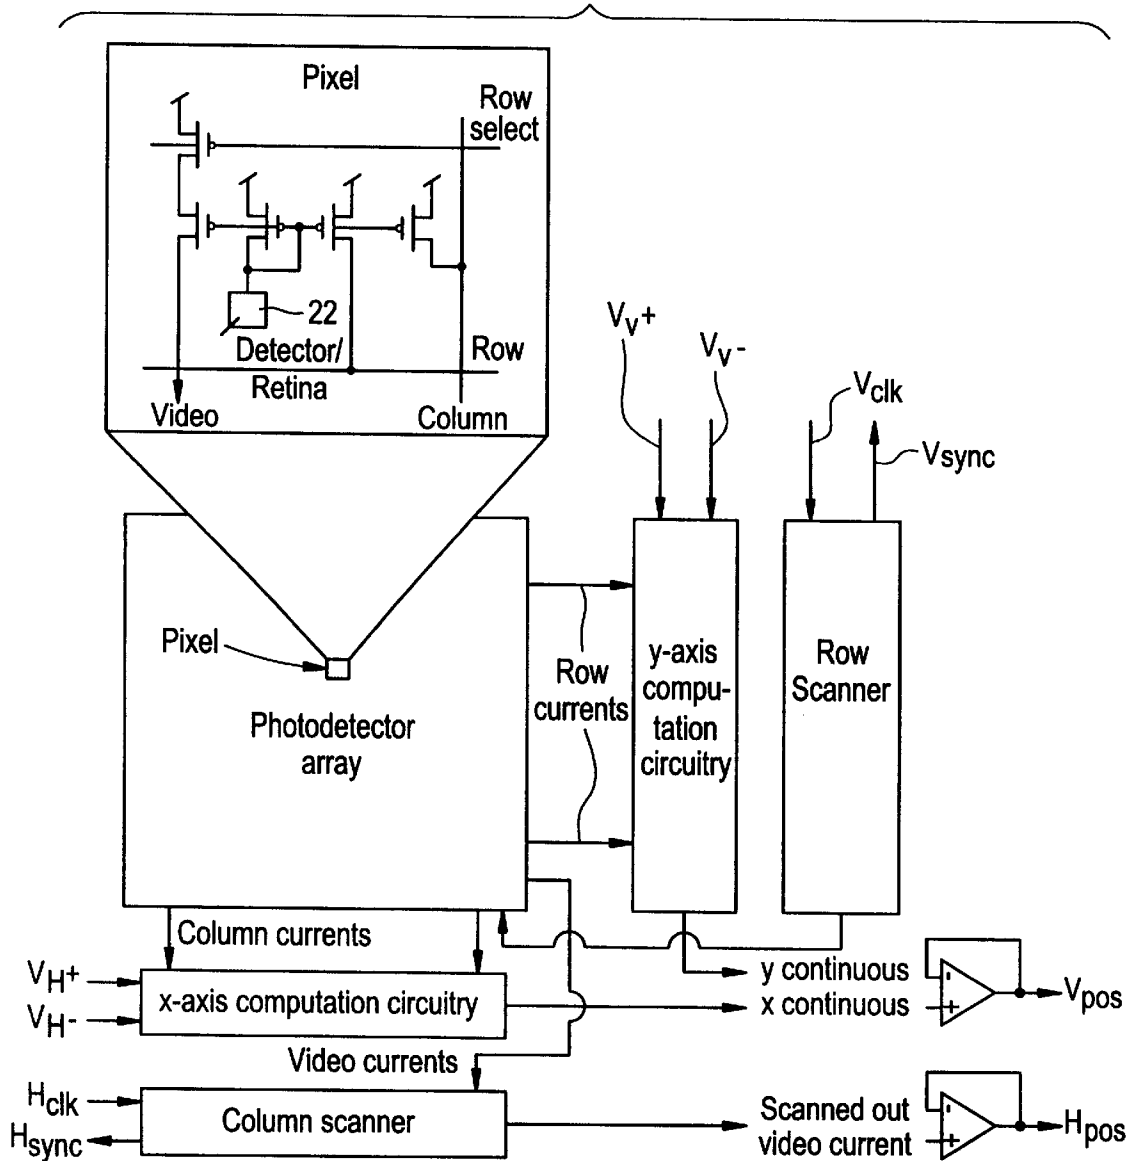 Pixel
Row
select
22
Detector/
Retina
Row
Video
Column
Vv+
Vv-
Vclk
Vsync
Pixel
Photodetector
array
Row
currents
y-axis
compu-
tation
circuitry
Row
Scanner
Column currents
VH+
VH-
x-axis computation circuitry
y continuous
x continuous
-
+
Vpos
Video currents
Hclk
Hsync
Column scanner
Scanned out
video current
-
+
Hpos